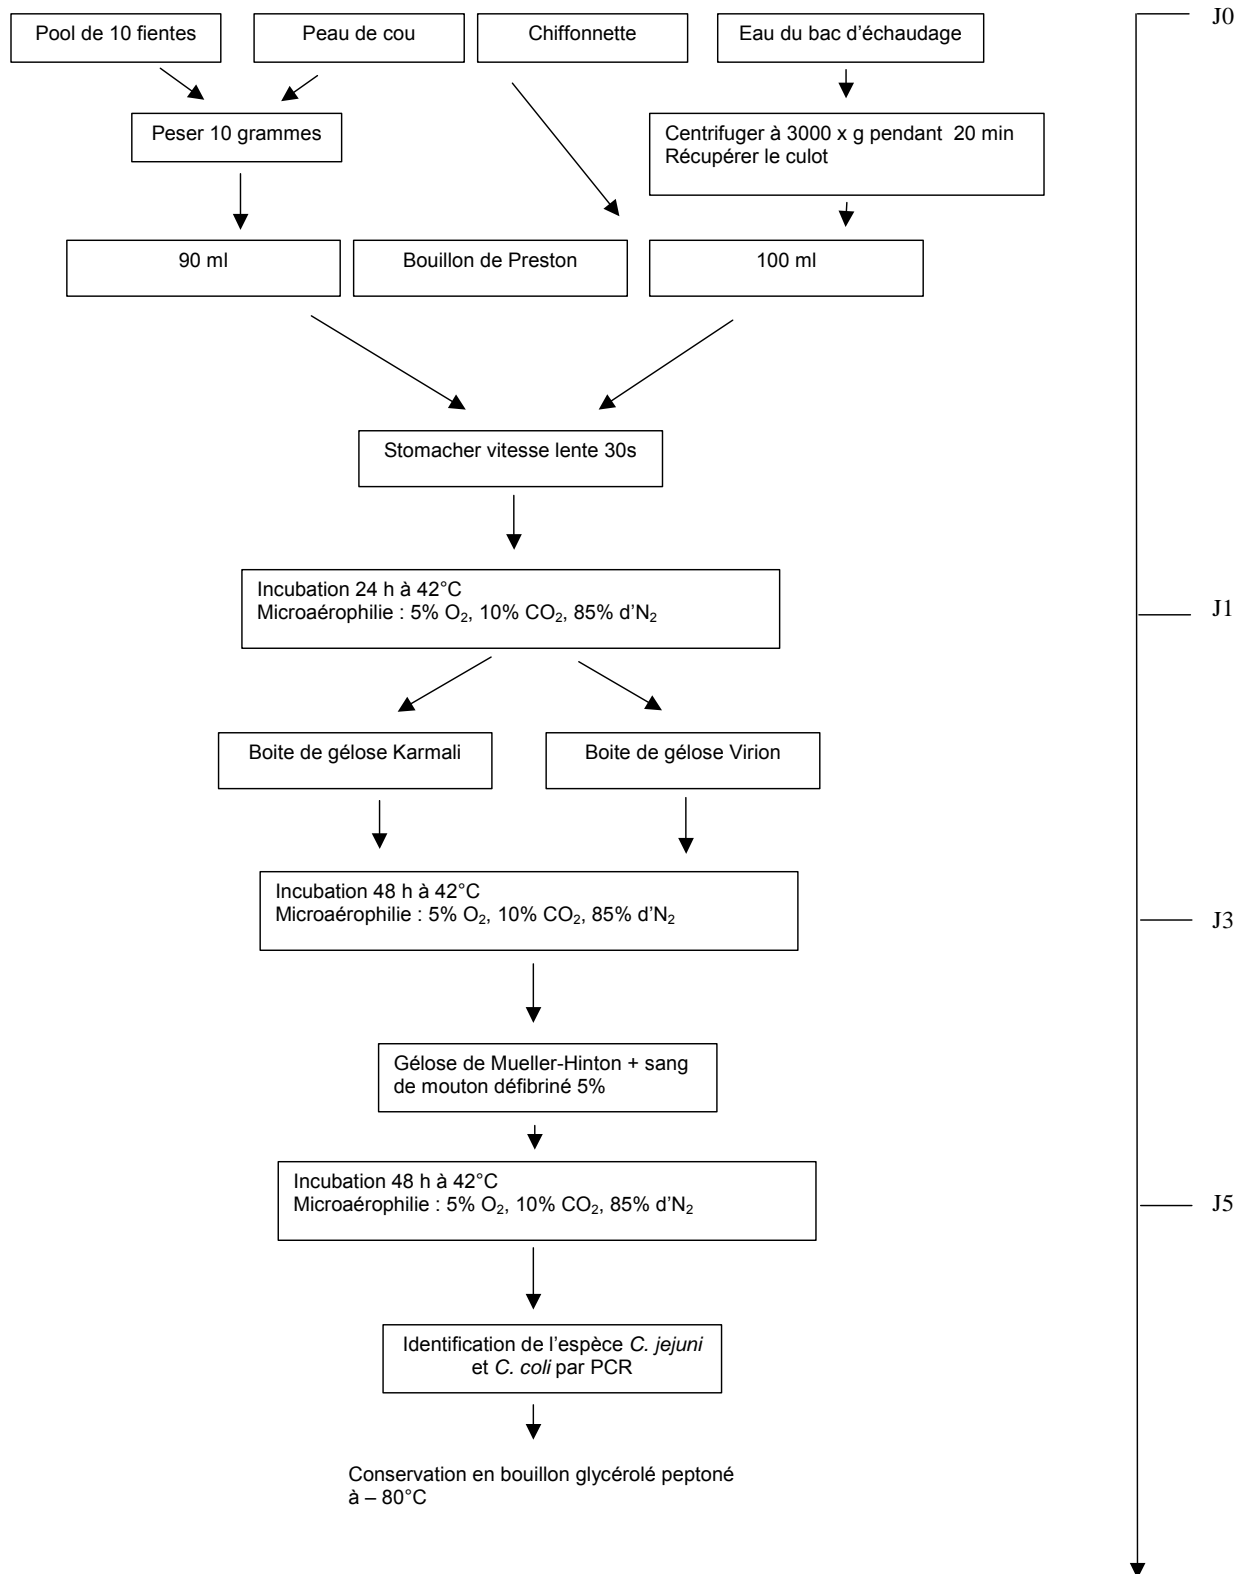 J0
Pool de 10 fientes
Peau de cou
Chiffonnette
Eau du bac d’échaudage
Peser 10 grammes
Centrifuger à 3000 x g pendant 20 min
Récupérer le culot
90 ml
Bouillon de Preston
100 ml
Stomacher vitesse lente 30s
Incubation 24 h à 42°C
Microaérophilie : 5% O₂, 10% CO₂, 85% d’N₂
J1
Boite de gélose Karmali
Boite de gélose Virion
Incubation 48 h à 42°C
Microaérophilie : 5% O₂, 10% CO₂, 85% d’N₂
J3
Gélose de Mueller-Hinton + sang
de mouton défibriné 5%
Incubation 48 h à 42°C
Microaérophilie : 5% O₂, 10% CO₂, 85% d’N₂
J5
Identification de l’espèce C. jejuni
et C. coli par PCR
Conservation en bouillon glycérolé peptoné
à – 80°C